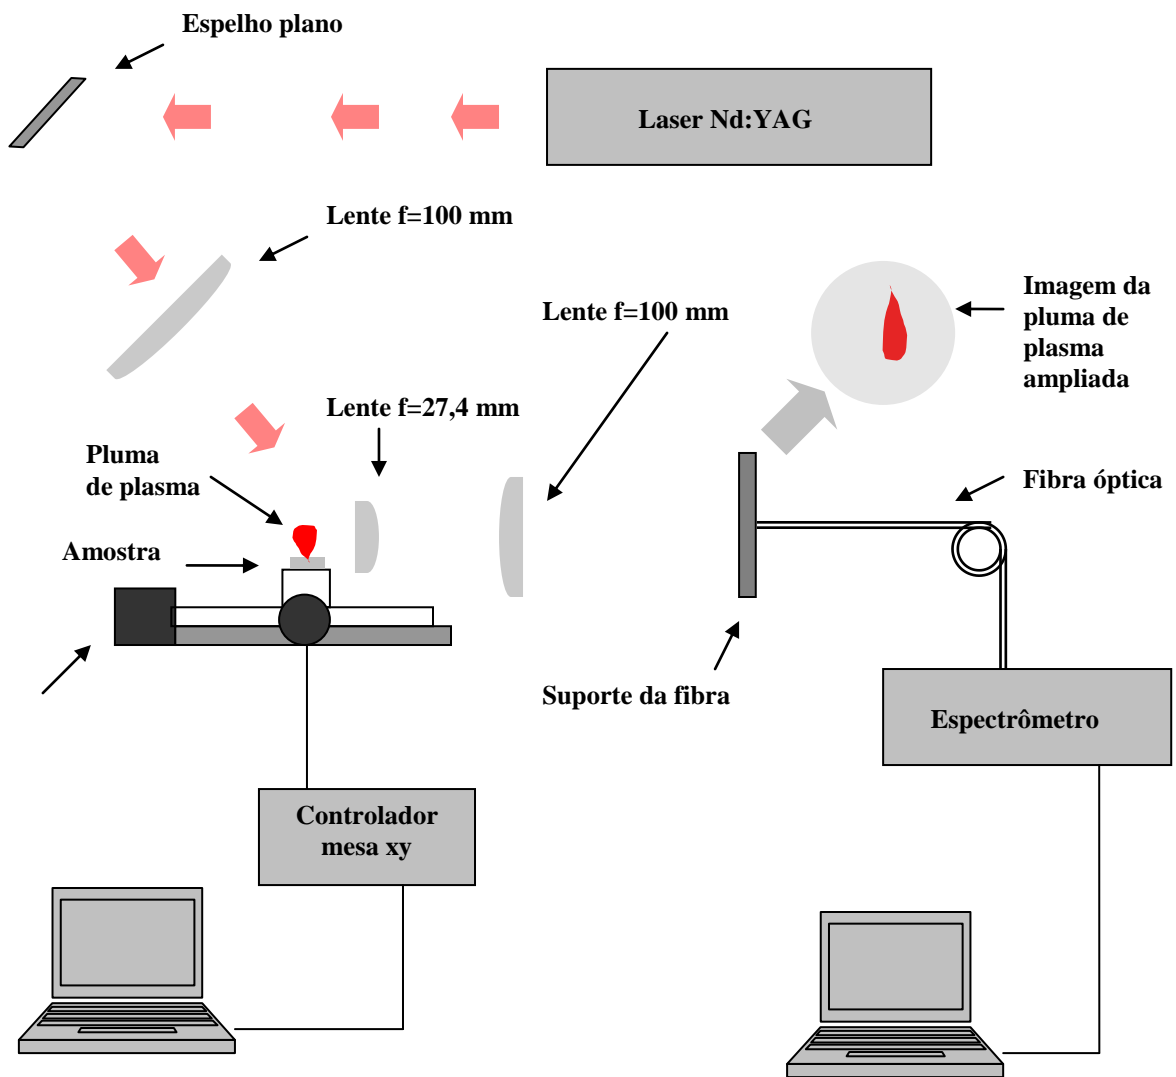 Espelho plano
Laser Nd:YAG
Lente f=100 mm
Lente f=100 mm
Imagem da
pluma de
plasma
ampliada
Lente f=27,4 mm
Pluma
de plasma
Fibra óptica
Amostra
Suporte da fibra
Espectrômetro
Controlador
mesa xy